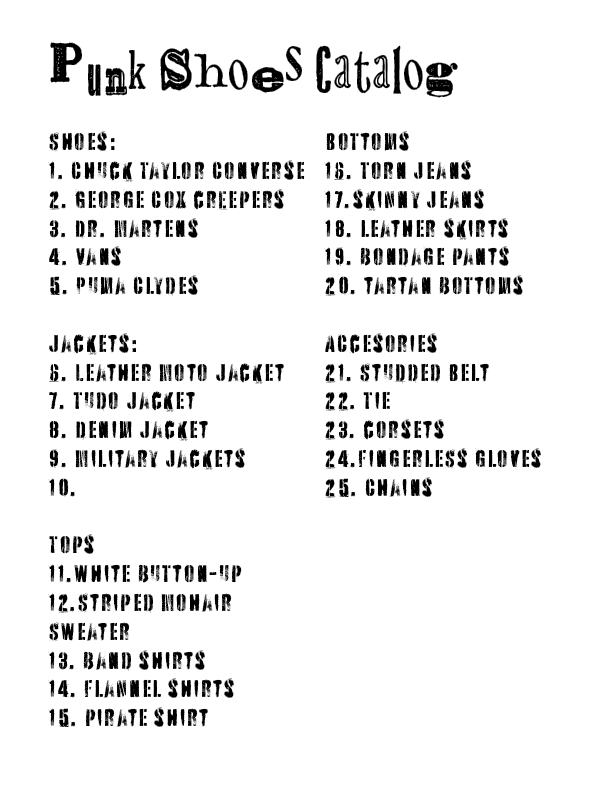 Punk Shoes Catalog
SHOES:
1. CHUCK TAYLOR CONVERSE
2. GEORGE COX CREEPERS
3. DR. MARTENS
4. VANS
5. PUMA CLYDES
JACKETS:
6. LEATHER MOTO JACKET
7. TUDO JACKET
8. DENIM JACKET
9. MILITARY JACKETS
10.
TOPS
11.WHITE BUTTON-UP
12.STRIPED MOHAIR
SWEATER
13. BAND SHIRTS
14. FLANNEL SHIRTS
15. PIRATE SHIRT
BOTTOMS
16. TORN JEANS
17.SKINNY JEANS
18. LEATHER SKIRTS
19. BONDAGE PANTS
20. TARTAN BOTTOMS
ACCESORIES
21. STUDDED BELT
22. TIE
23. CORSETS
24.FINGERLESS GLOVES
25. CHAINS